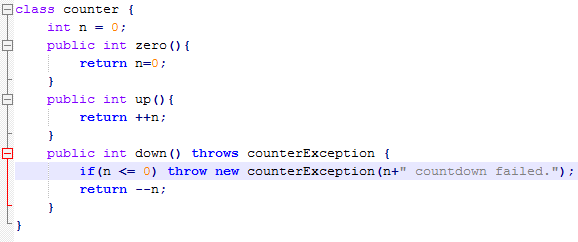 class counter {
int n = 0;
public int zero(){
return n=0;
}
public int up(){
return ++n;
}
public int down() throws counterException {
if(n <= 0) throw new counterException(n+" countdown failed.");
return --n;
}
}